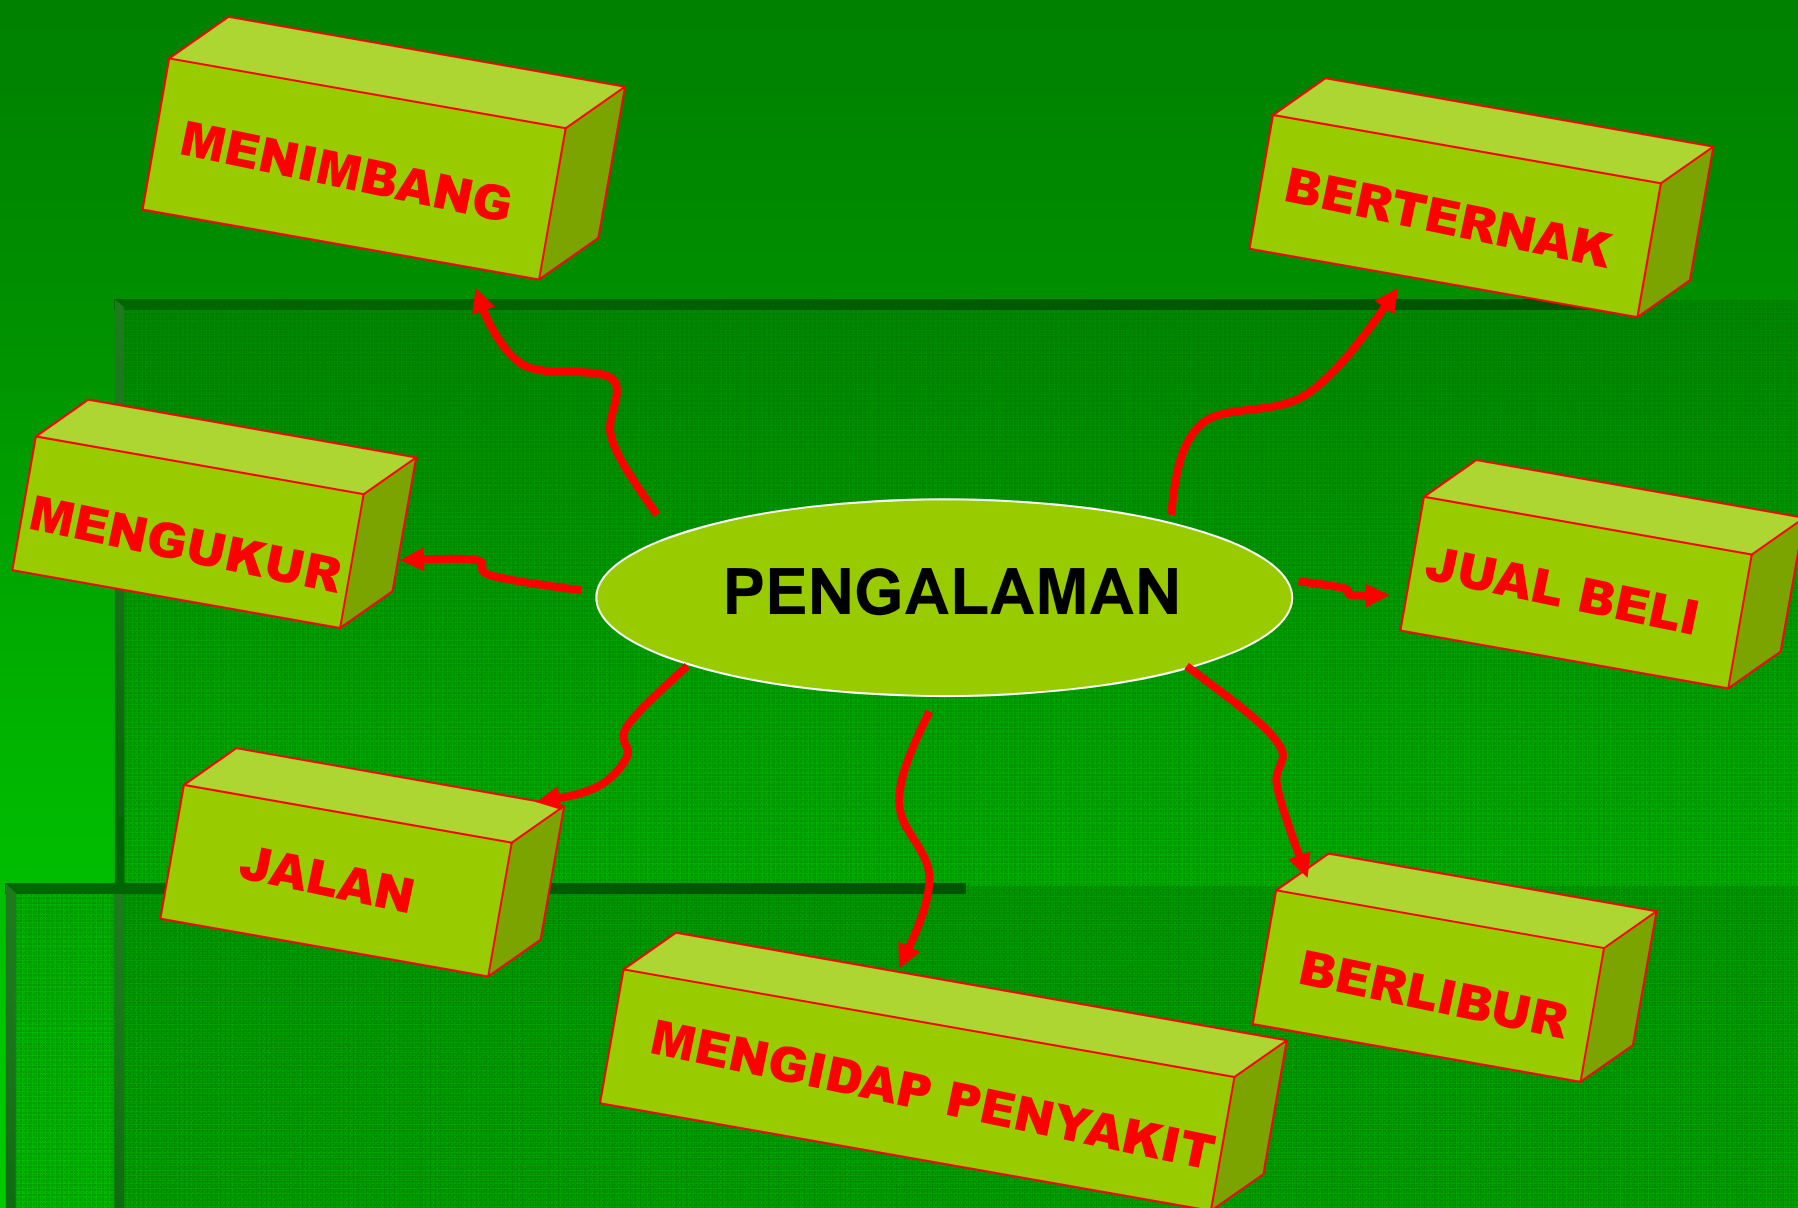 MENIMBANG
BERTERNAK
MENGUKUR
JUAL BELI
PENGALAMAN
JALAN
BERLIBUR
MENGIDAP PENYAKIT